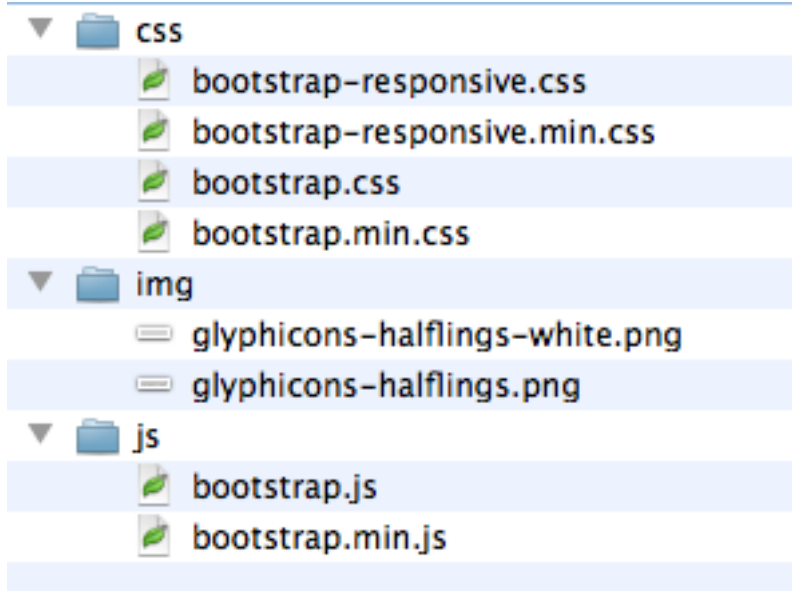 css
bootstrap-responsive.css
bootstrap-responsive.min.css
bootstrap.css
bootstrap.min.css
img
glyphicons-halflings-white.png
glyphicons-halflings.png
js
bootstrap.js
bootstrap.min.js